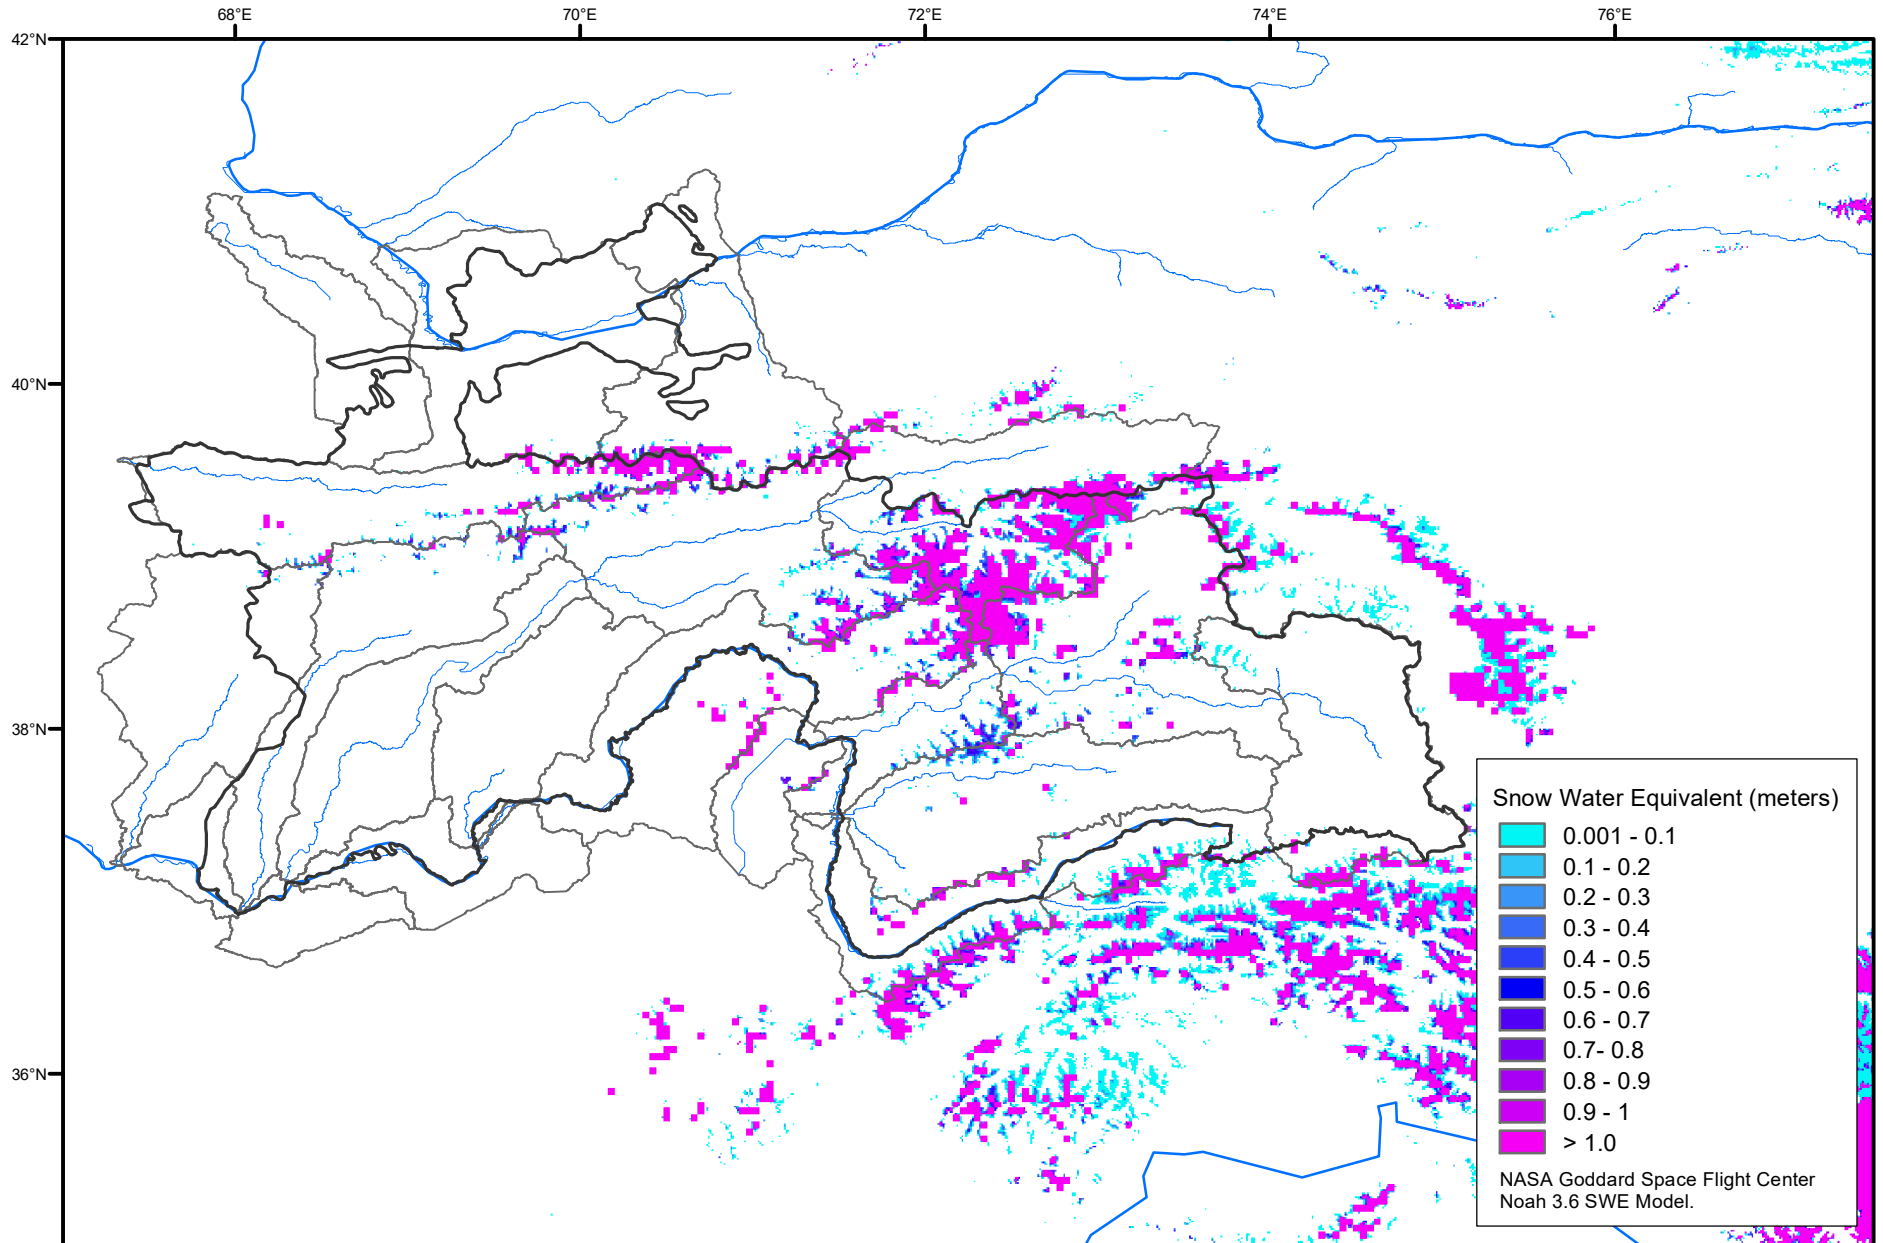 68°E
70°E
72°E
74°E
76°E
42°N
40°N
38°N
36°N
Snow Water Equivalent (meters)
0.001 - 0.1
0.1 - 0.2
0.2 - 0.3
0.3 - 0.4
0.4 - 0.5
0.5 - 0.6
0.6 - 0.7
0.7- 0.8
0.8 - 0.9
0.9 - 1
> 1.0
NASA Goddard Space Flight Center
Noah 3.6 SWE Model.